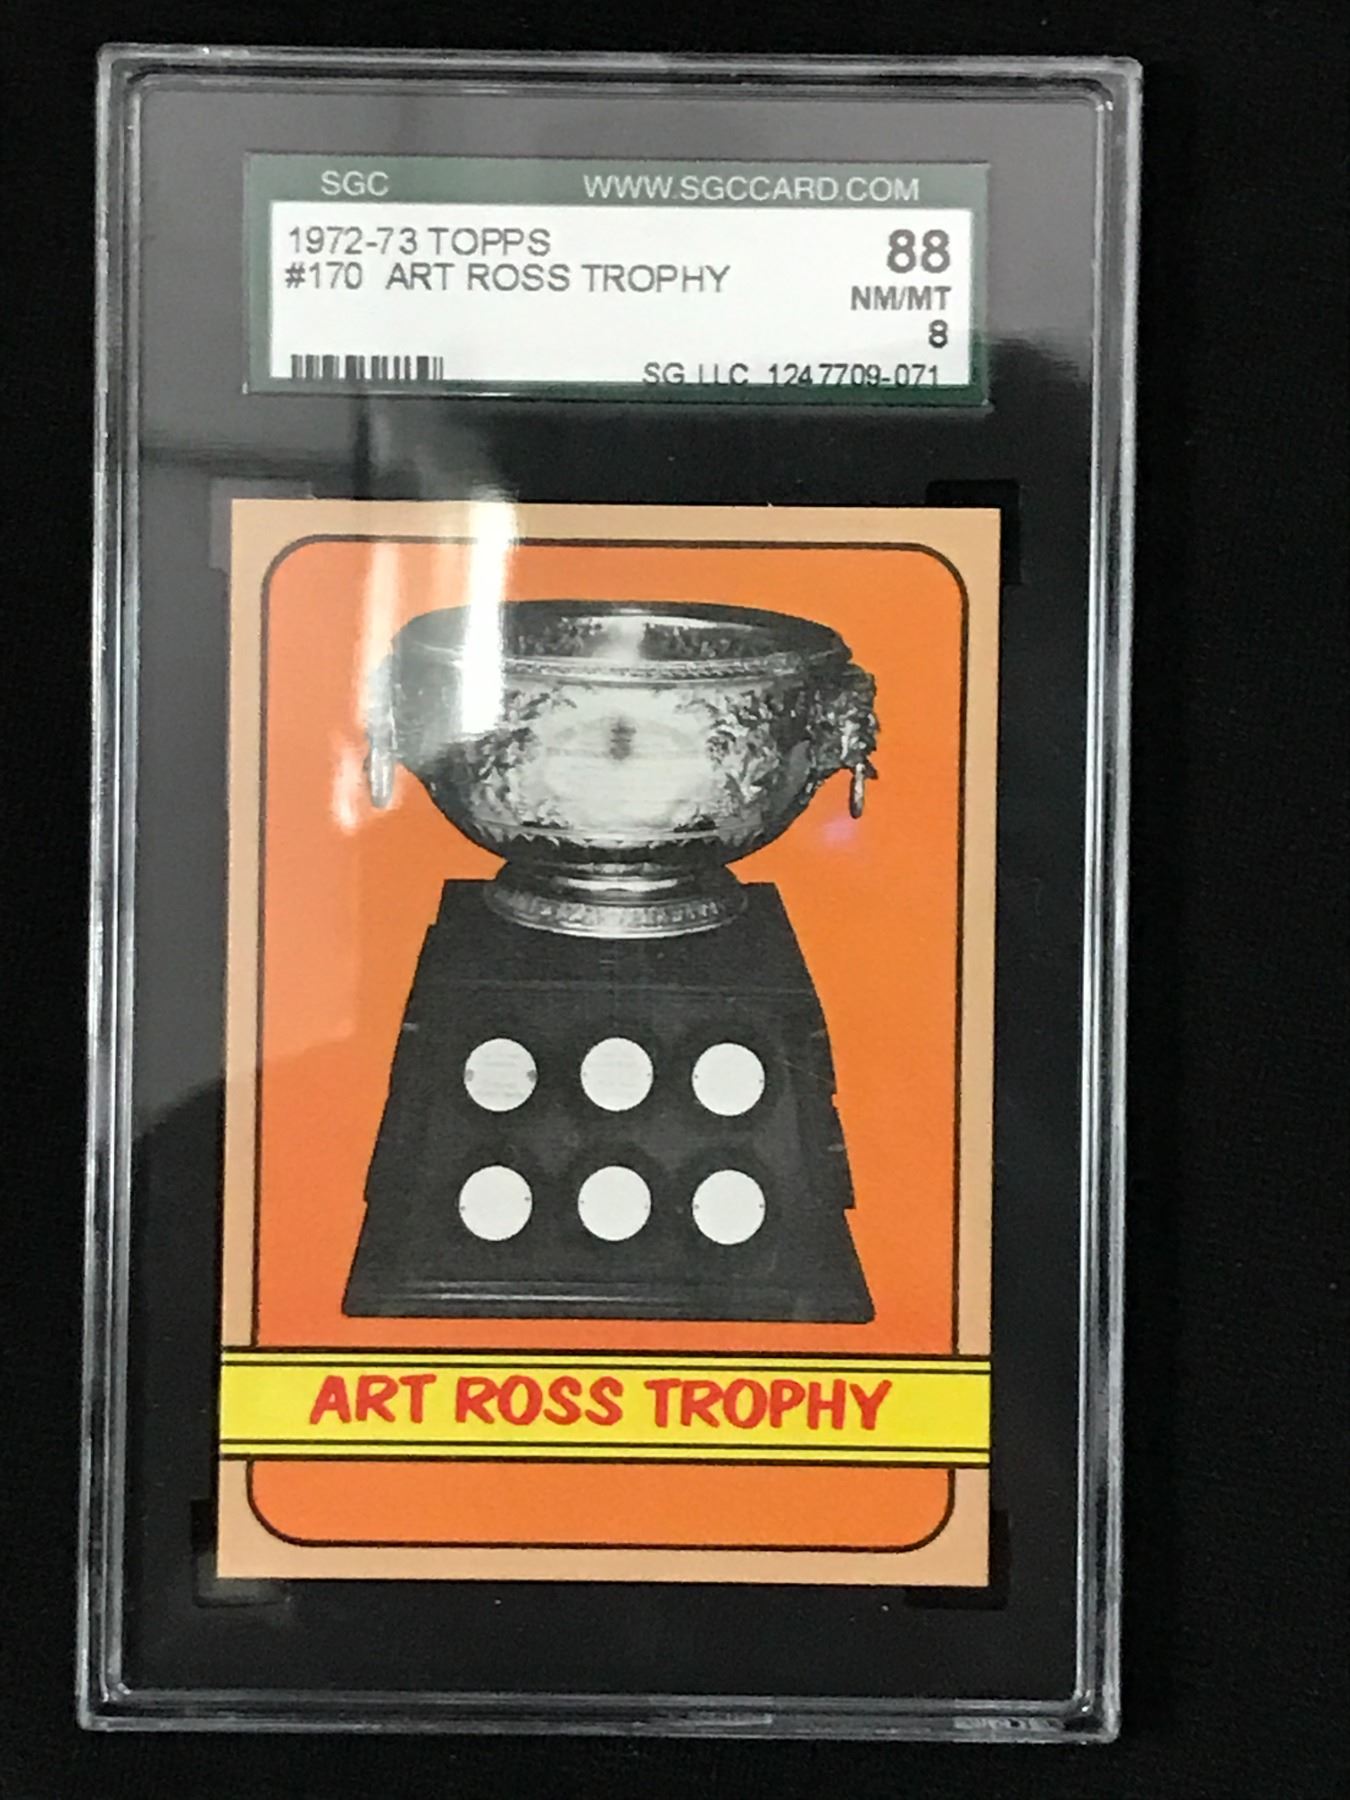 SGC WWW.SGCCARD.COM
1972-73 TOPPS 88
#170 ART ROSS TROPHY NM/MT
8
SG LLC 1247709-071
ART ROSS TROPHY